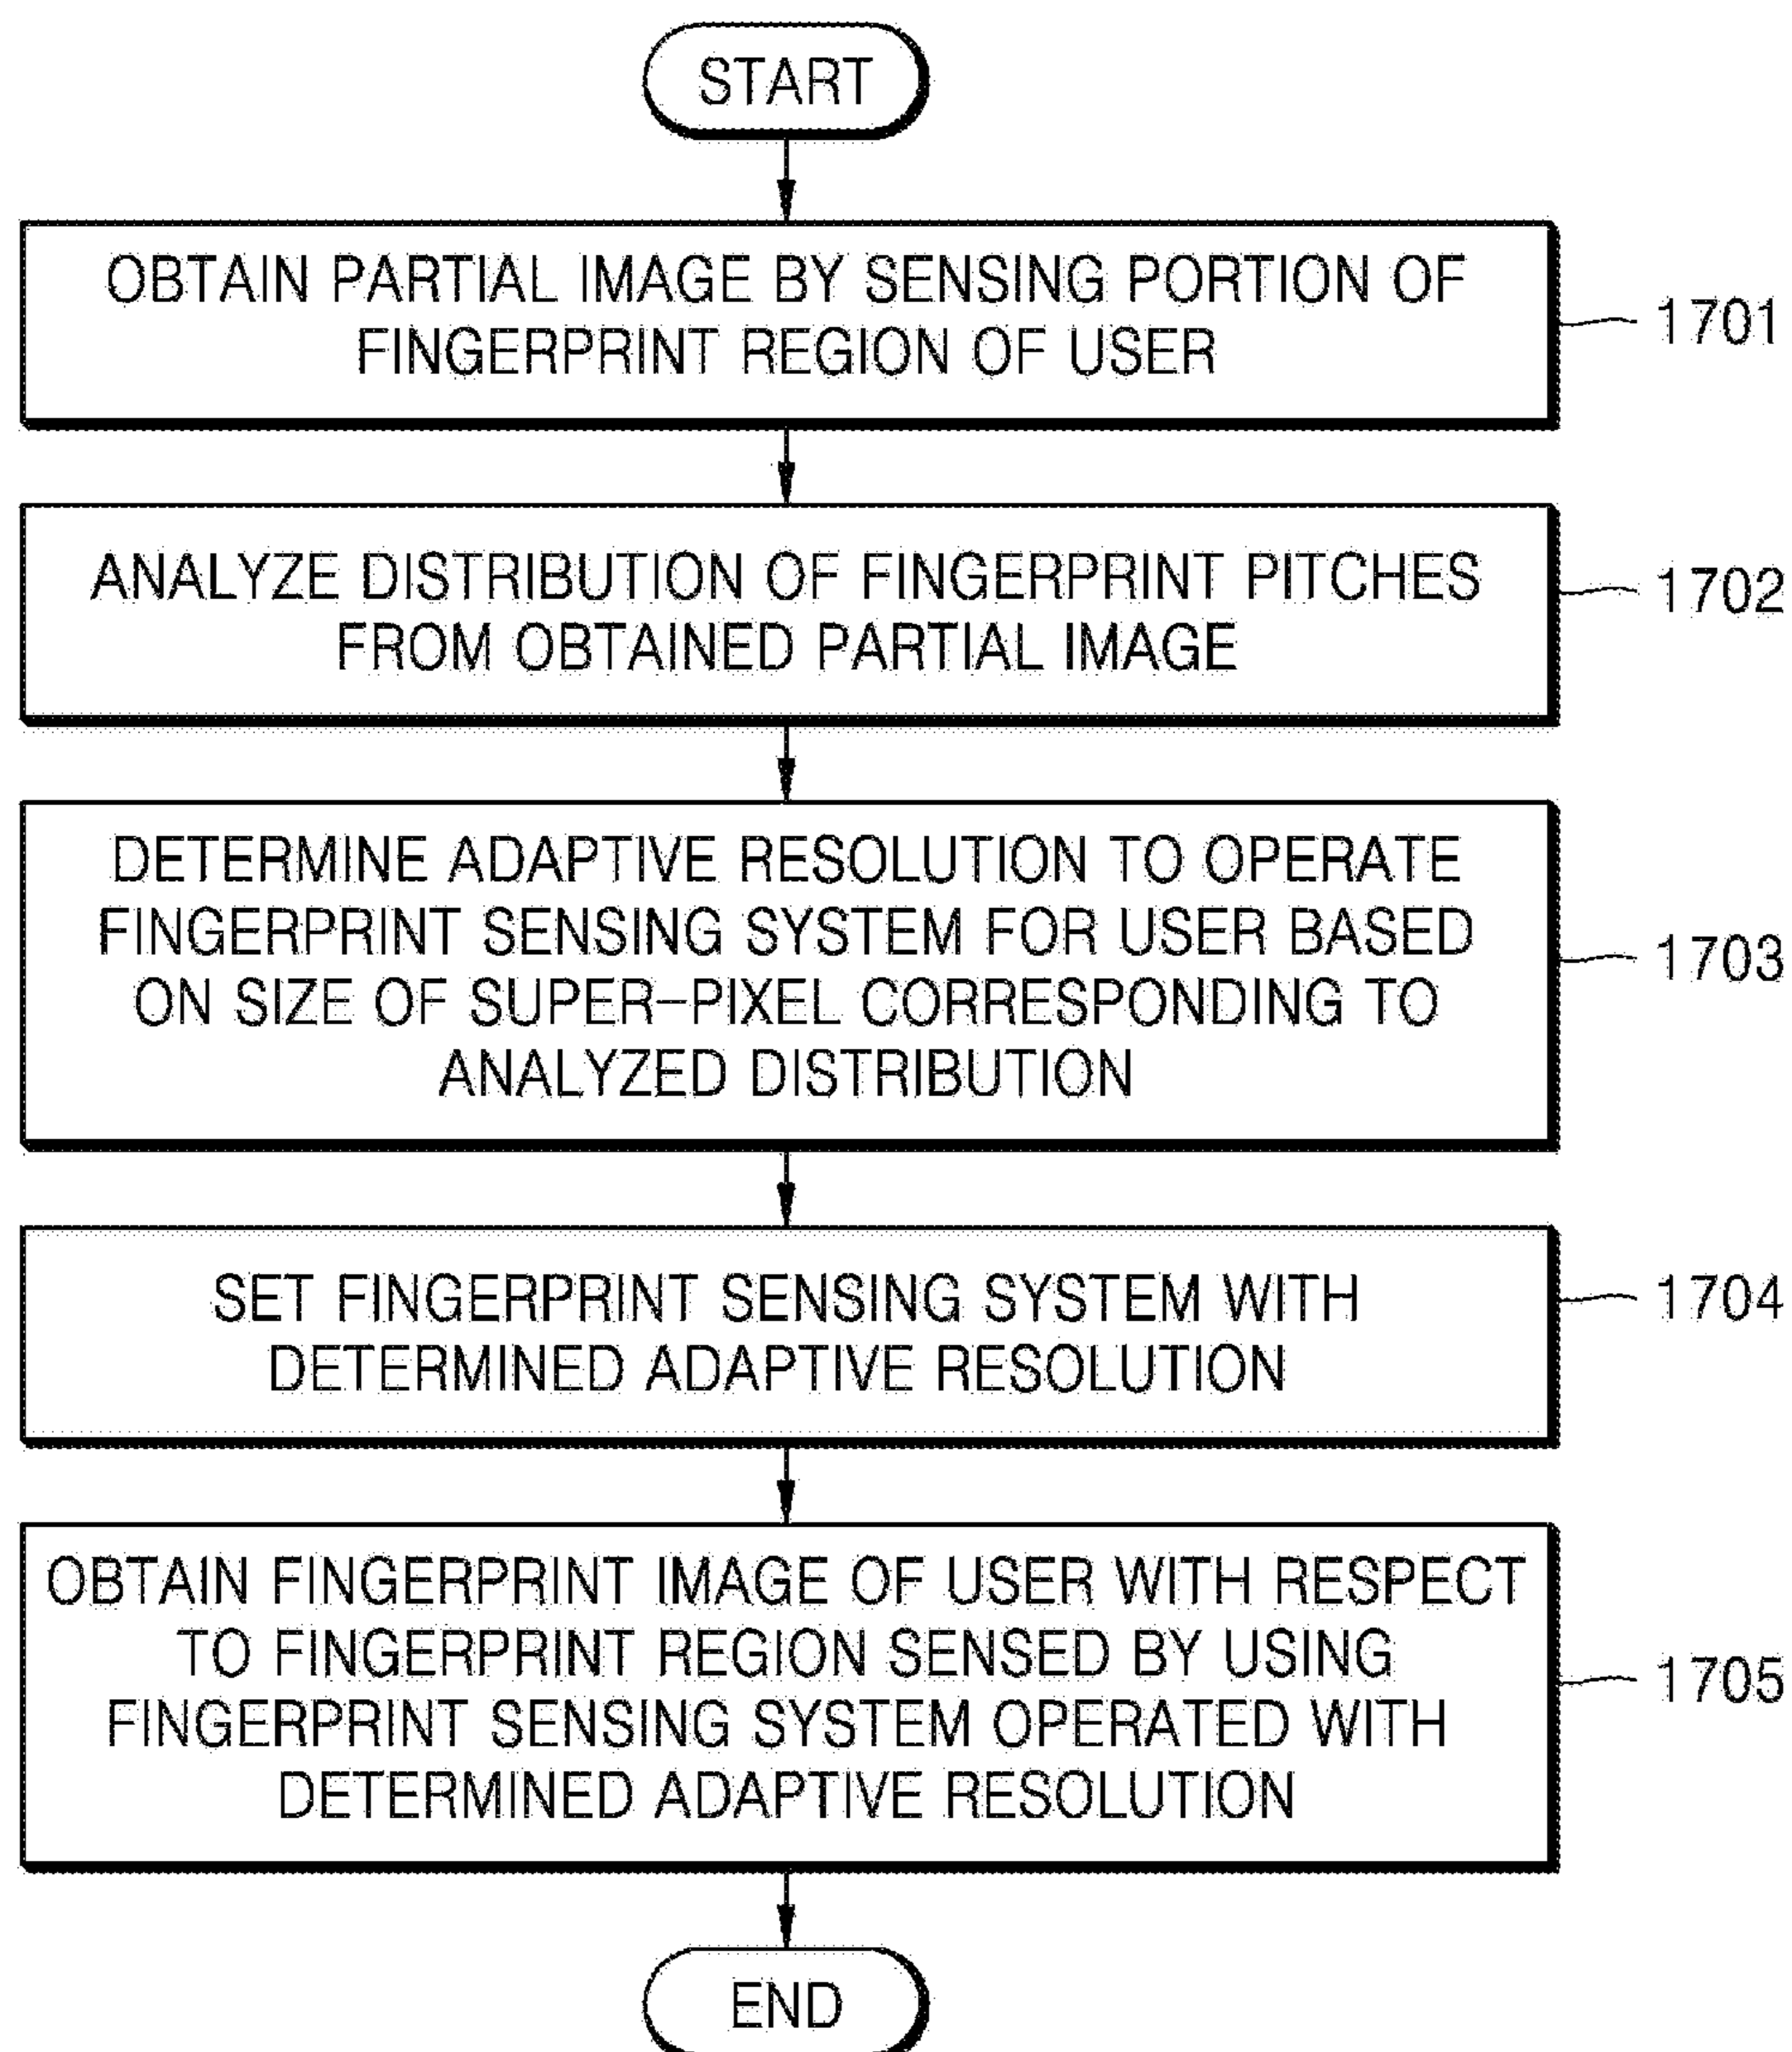 START
OBTAIN PARTIAL IMAGE BY SENSING PORTION OF
FINGERPRINT REGION OF USER
1701
ANALYZE DISTRIBUTION OF FINGERPRINT PITCHES
FROM OBTAINED PARTIAL IMAGE
1702
DETERMINE ADAPTIVE RESOLUTION TO OPERATE
FINGERPRINT SENSING SYSTEM FOR USER BASED
ON SIZE OF SUPER-PIXEL CORRESPONDING TO
ANALYZED DISTRIBUTION
1703
SET FINGERPRINT SENSING SYSTEM WITH
DETERMINED ADAPTIVE RESOLUTION
1704
OBTAIN FINGERPRINT IMAGE OF USER WITH RESPECT
TO FINGERPRINT REGION SENSED BY USING
FINGERPRINT SENSING SYSTEM OPERATED WITH
DETERMINED ADAPTIVE RESOLUTION
1705
END